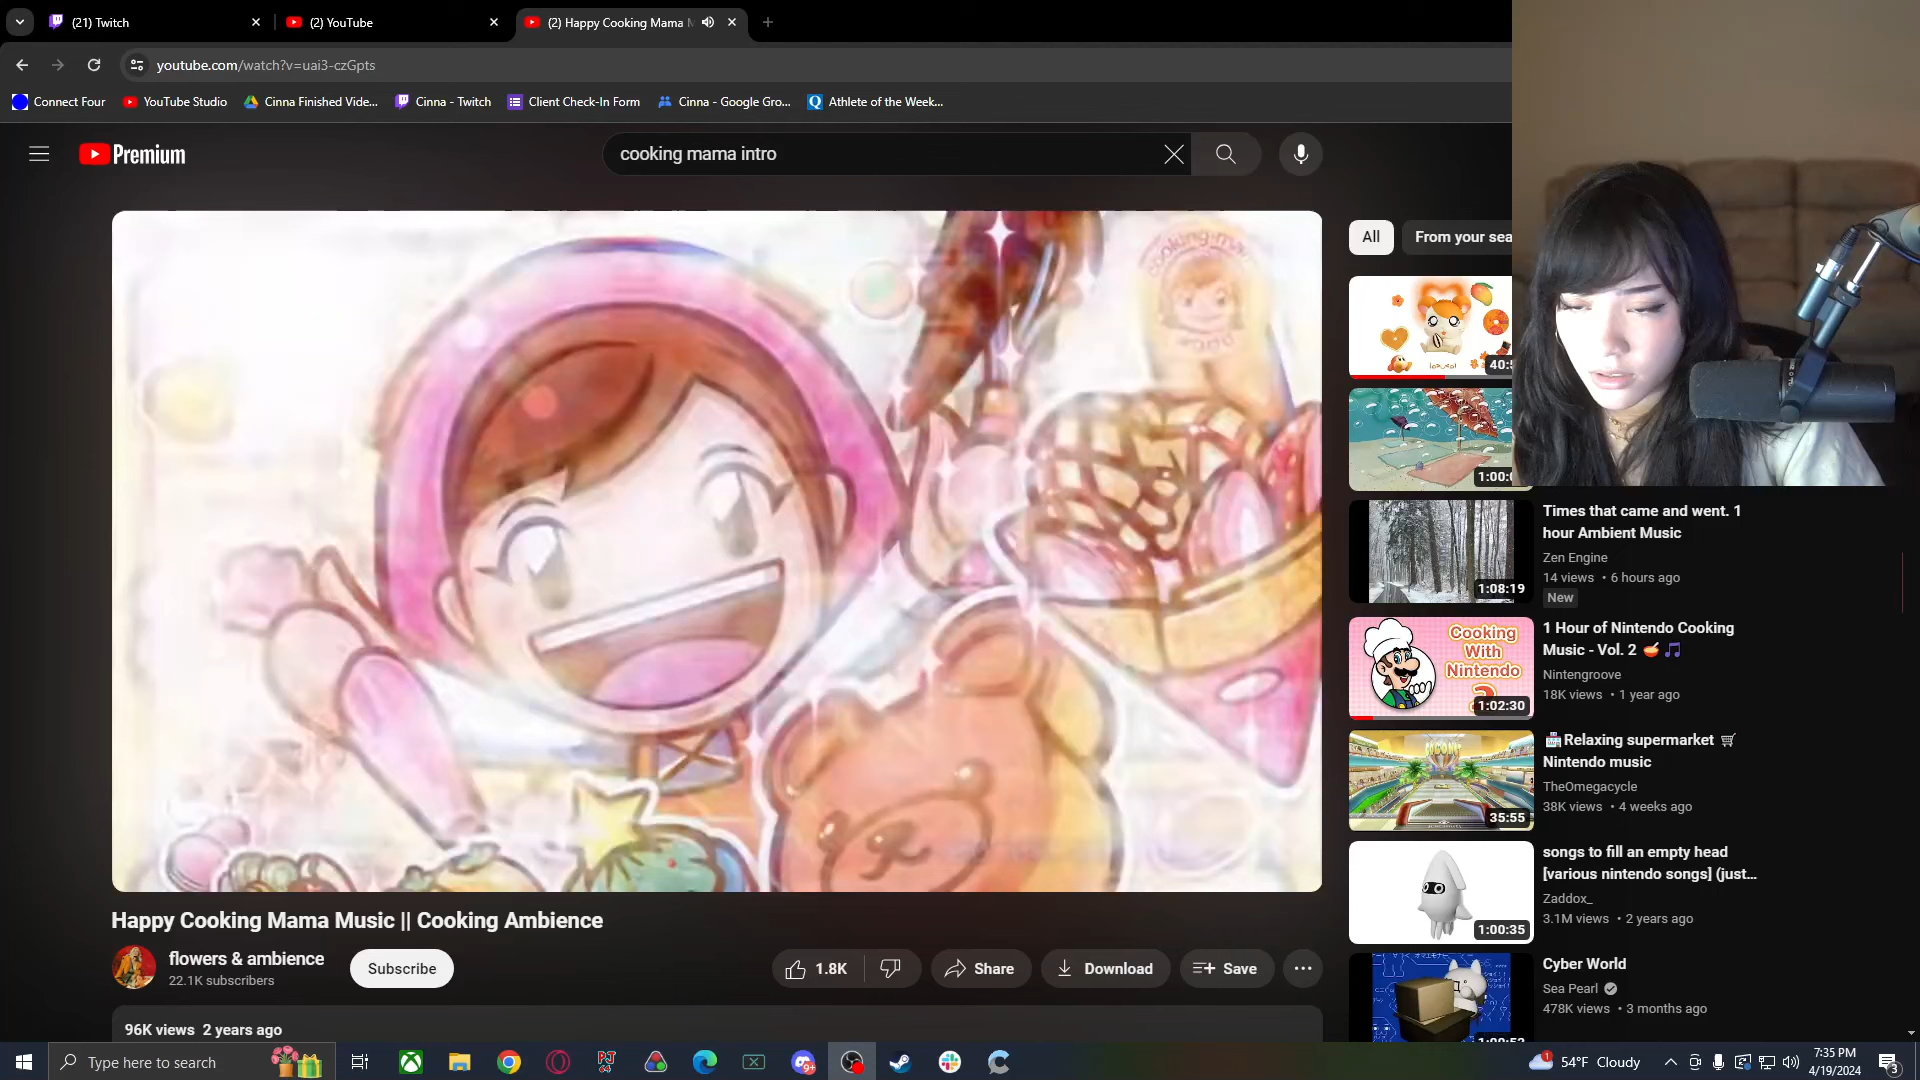 (21) Twitch
(2) YouTube
(2) Happy Cooking Mama
youtube.com/watch?v=uai3-czGpts
Connect Four
YouTube Studio
Cinna Finished Vide...
Cinna - Twitch
Client Check-In Form
Cinna - Google Gro...
Athlete of the Week...
Premium
cooking mama intro
All
From your sea
40:
1:00:
Times that came and went. 1
hour Ambient Music
Zen Engine
14 views • 6 hours ago
New
1:08:19
Cooking
With
Nintendo
2
1:02:30
1 Hour of Nintendo Cooking
Music - Vol. 2 🍲 🎵
Nintengroove
18K views • 1 year ago
35:55
🏪Relaxing supermarket 🛒
Nintendo music
TheOmegacycle
38K views • 4 weeks ago
1:00:35
songs to fill an empty head
[various nintendo songs] (just...
Zaddox_
3.1M views • 2 years ago
Cyber World
Sea Pearl
478K views • 3 months ago
Happy Cooking Mama Music || Cooking Ambience
flowers & ambience
22.1K subscribers
Subscribe
1.8K
Share
Download
Save
96K views 2 years ago
Type here to search
9+
1
54°F Cloudy
7:35 PM
4/19/2024
3